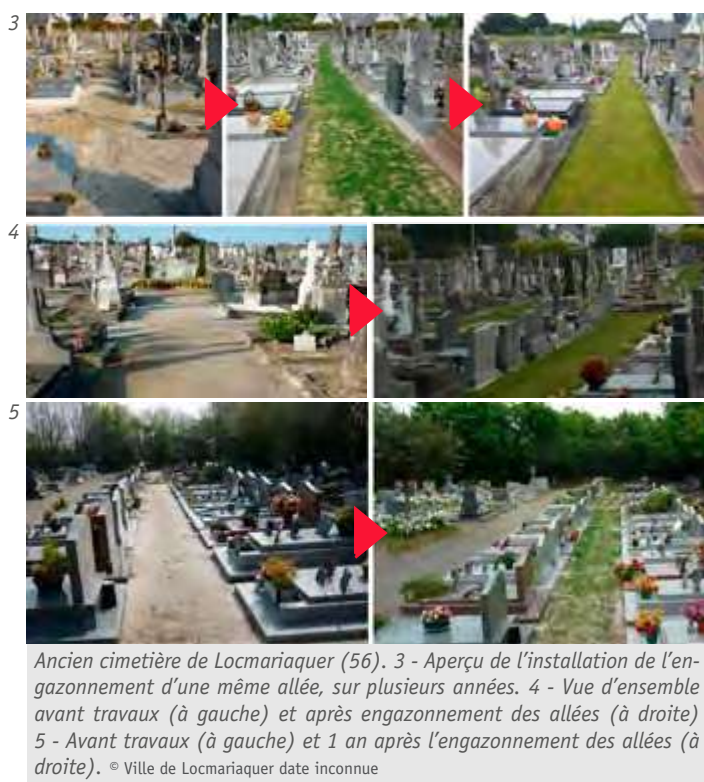 3
4
5
Ancien cimetière de Locmariaquer (56). 3 - Aperçu de l'installation de l'en-
gazonnement d'une même allée, sur plusieurs années. 4 - Vue d'ensemble
avant travaux (à gauche) et après engazonnement des allées (à droite)
5 - Avant travaux (à gauche) et 1 an après l'engazonnement des allées (à
droite). © Ville de Locmariaquer date inconnue